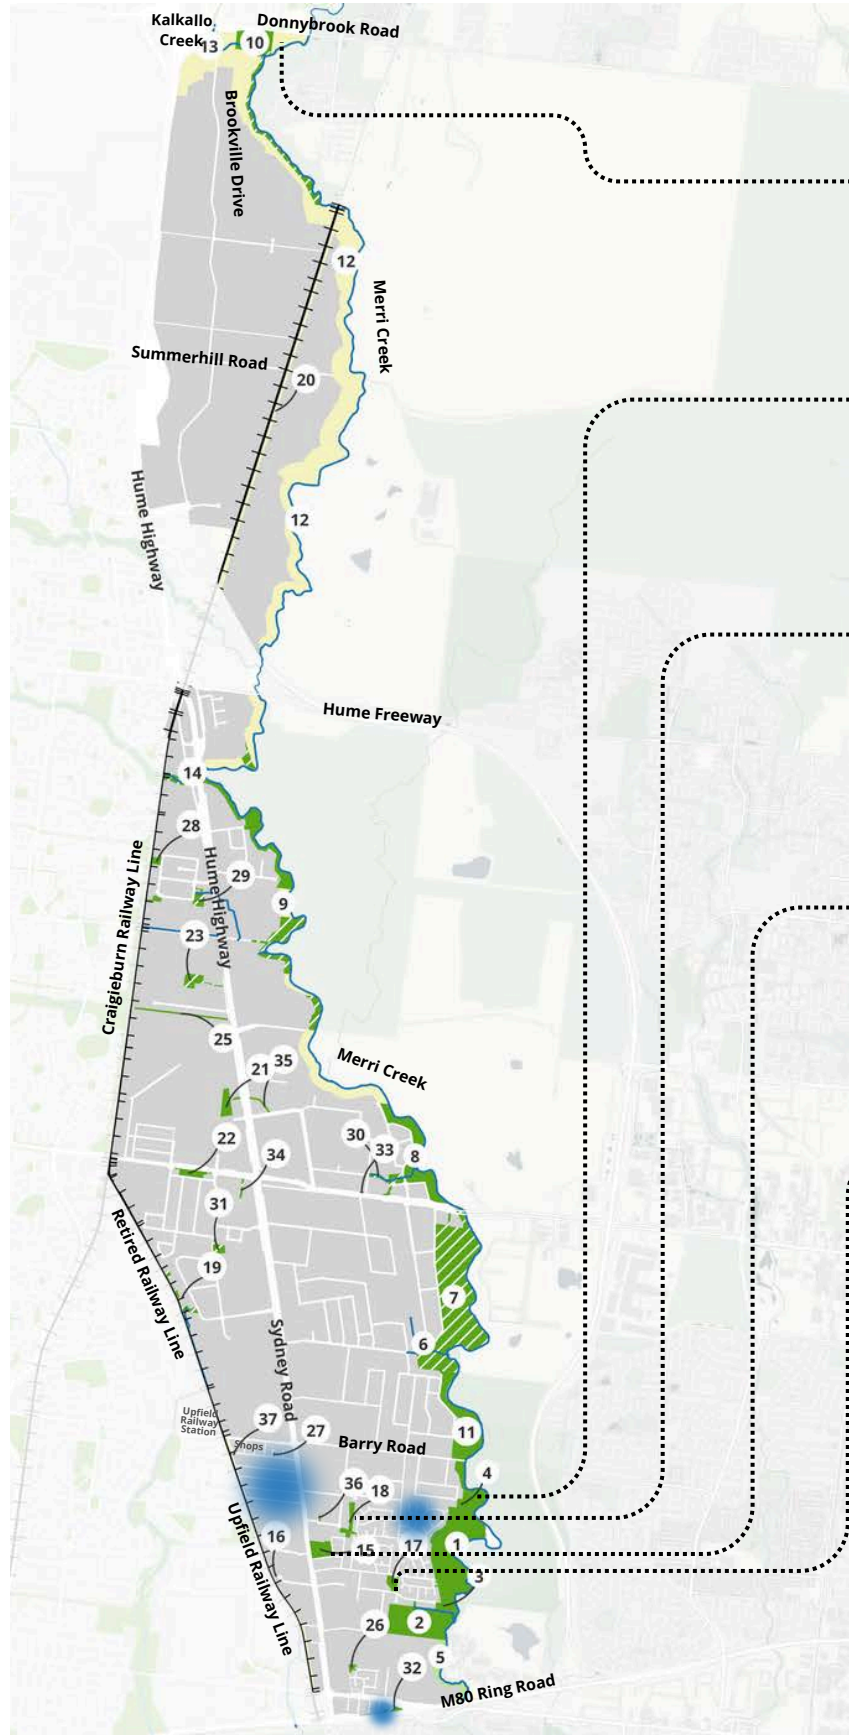 Kalkallo
Creek
Donnybrook Road
13
10
Brookville Drive
12
Merri Creek
Summerhill Road
20
Hume Highway
12
Hume Freeway
14
28
Craigieburn Railway Line
Hume Highway
29
9
23
25
21
35
Merri Creek
22
34
30
33
8
31
Retired Railway Line
19
7
Sydney Road
6
Upfield
Railway
Station
37
Shops
27
Barry Road
11
4
36
18
Upfield Railway Line
16
15
17
1
3
26
2
5
32
M80 Ring Road